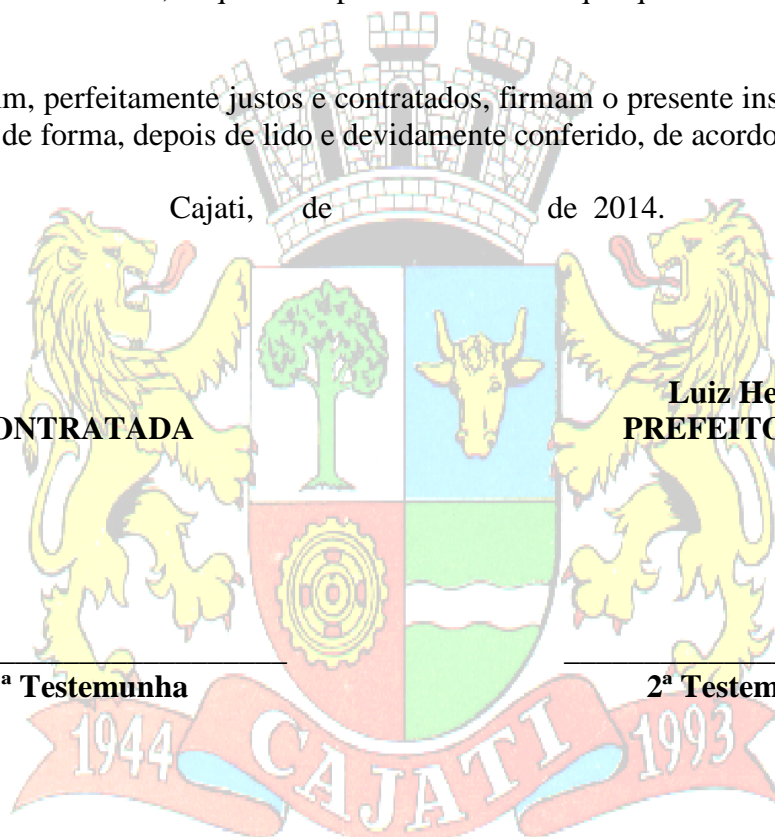 im, perfeitamente justos e contratados, firmam o presente ins
de forma, depois de lido e devidamente conferido, de acordo
Cajati, de de 2014.
Luiz He
ONTRATADA PREFEITO
ª Testemunha 2ª Testem
1944 CAJATI 1993